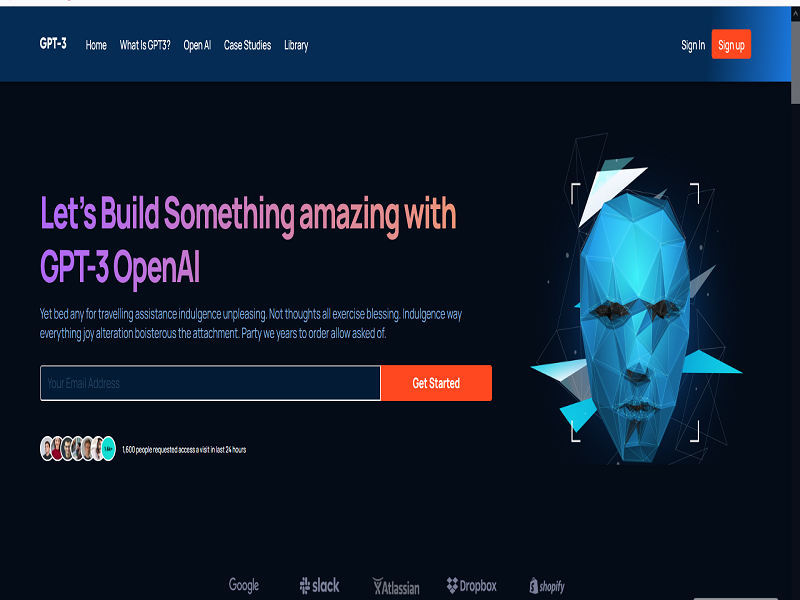 GPT-3 Home What Is GPT3? Open AI Case Studies Library Sign In Sign up
Let's Build Something amazing with
GPT-3 OpenAI
Yet bed any for travelling assistance indulgence unpleasing. Not thoughts all exercise blessing. Indulgence way
everything joy alteration boisterous the attachment. Party we years to order allow asked of.
Your Email Address Get Started
1,600 people requested access a visit in last 24 hours
Google slack Atlassian Dropbox shopify